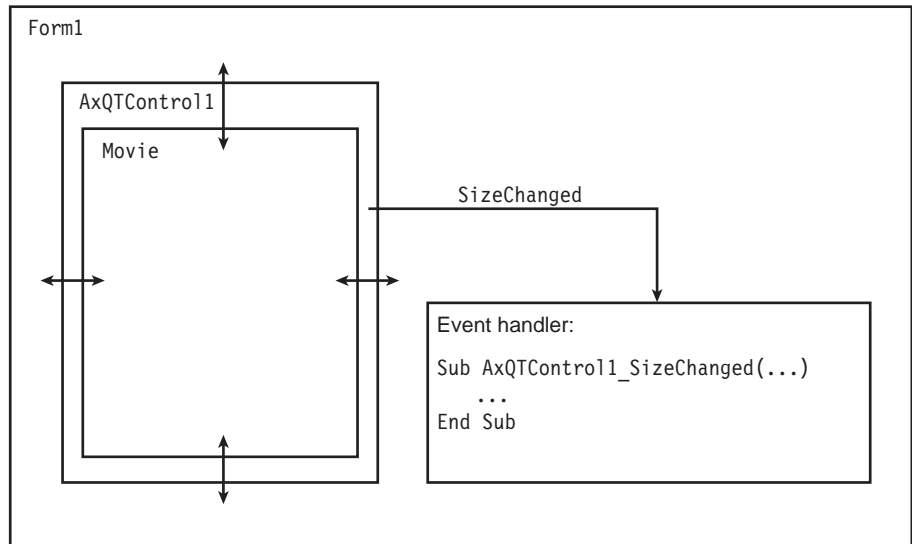 Form1
AxQTControl1
Movie
SizeChanged
Event handler:
Sub AxQTControl1_SizeChanged(...)
...
End Sub